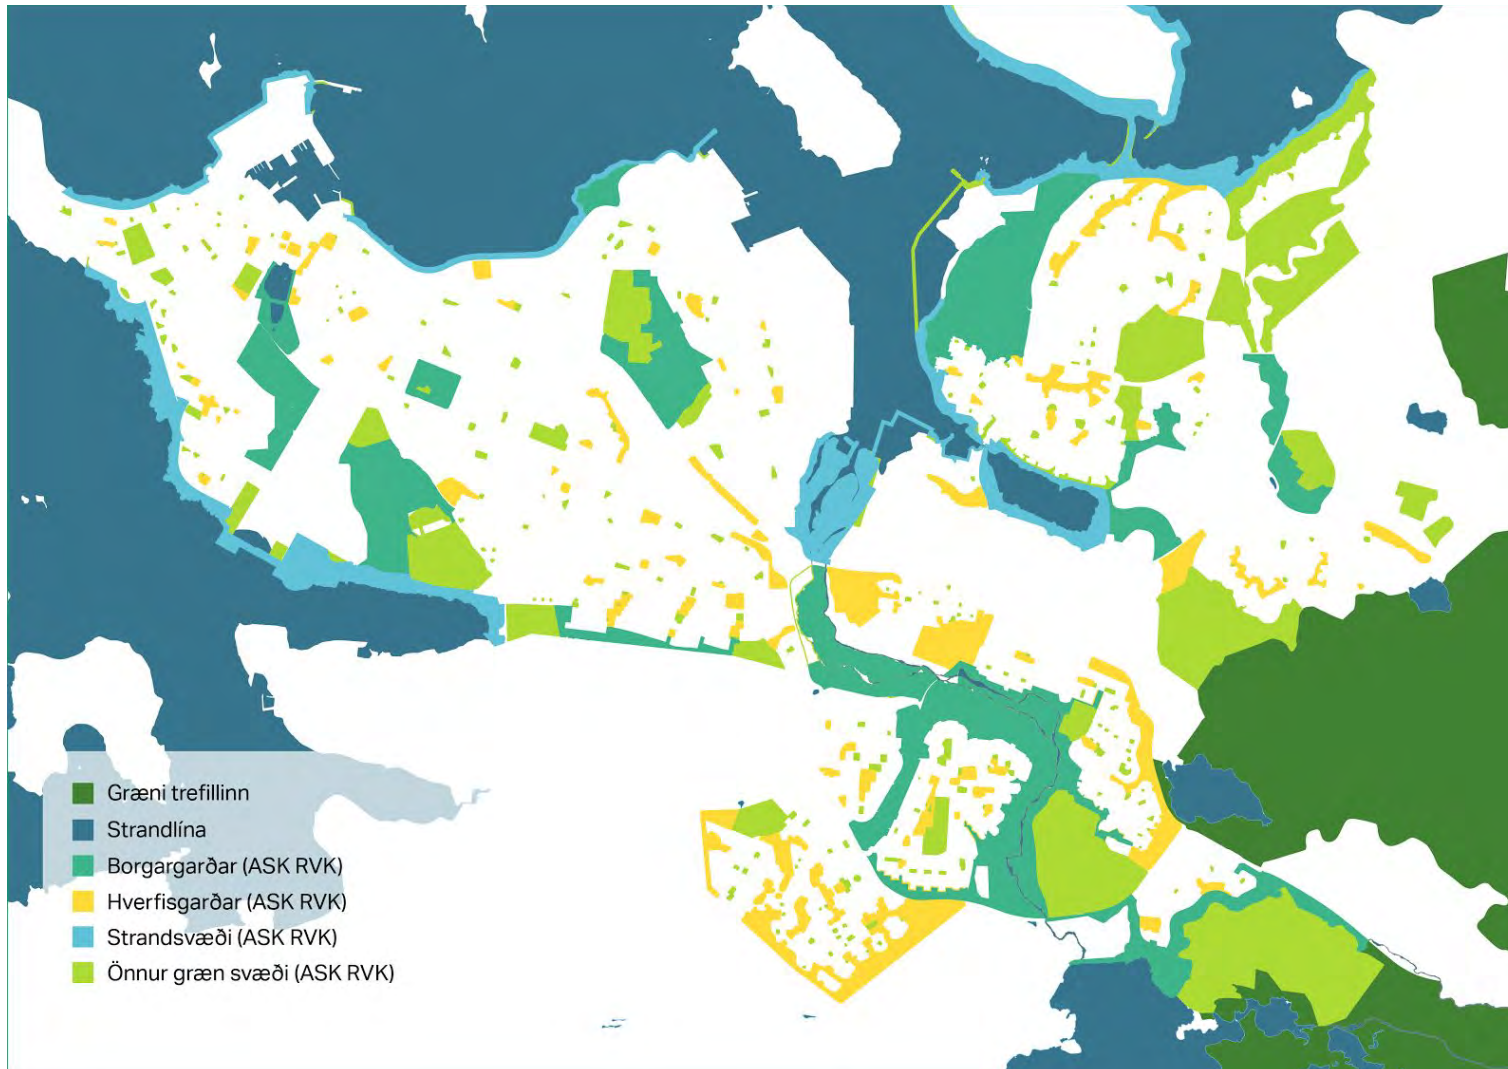 Græni trefillinn
Strandlína
Borgargarðar (ASK RVK)
Hverfisgarðar (ASK RVK)
Strandsvæði (ASK RVK)
Önnur græn svæði (ASK RVK)